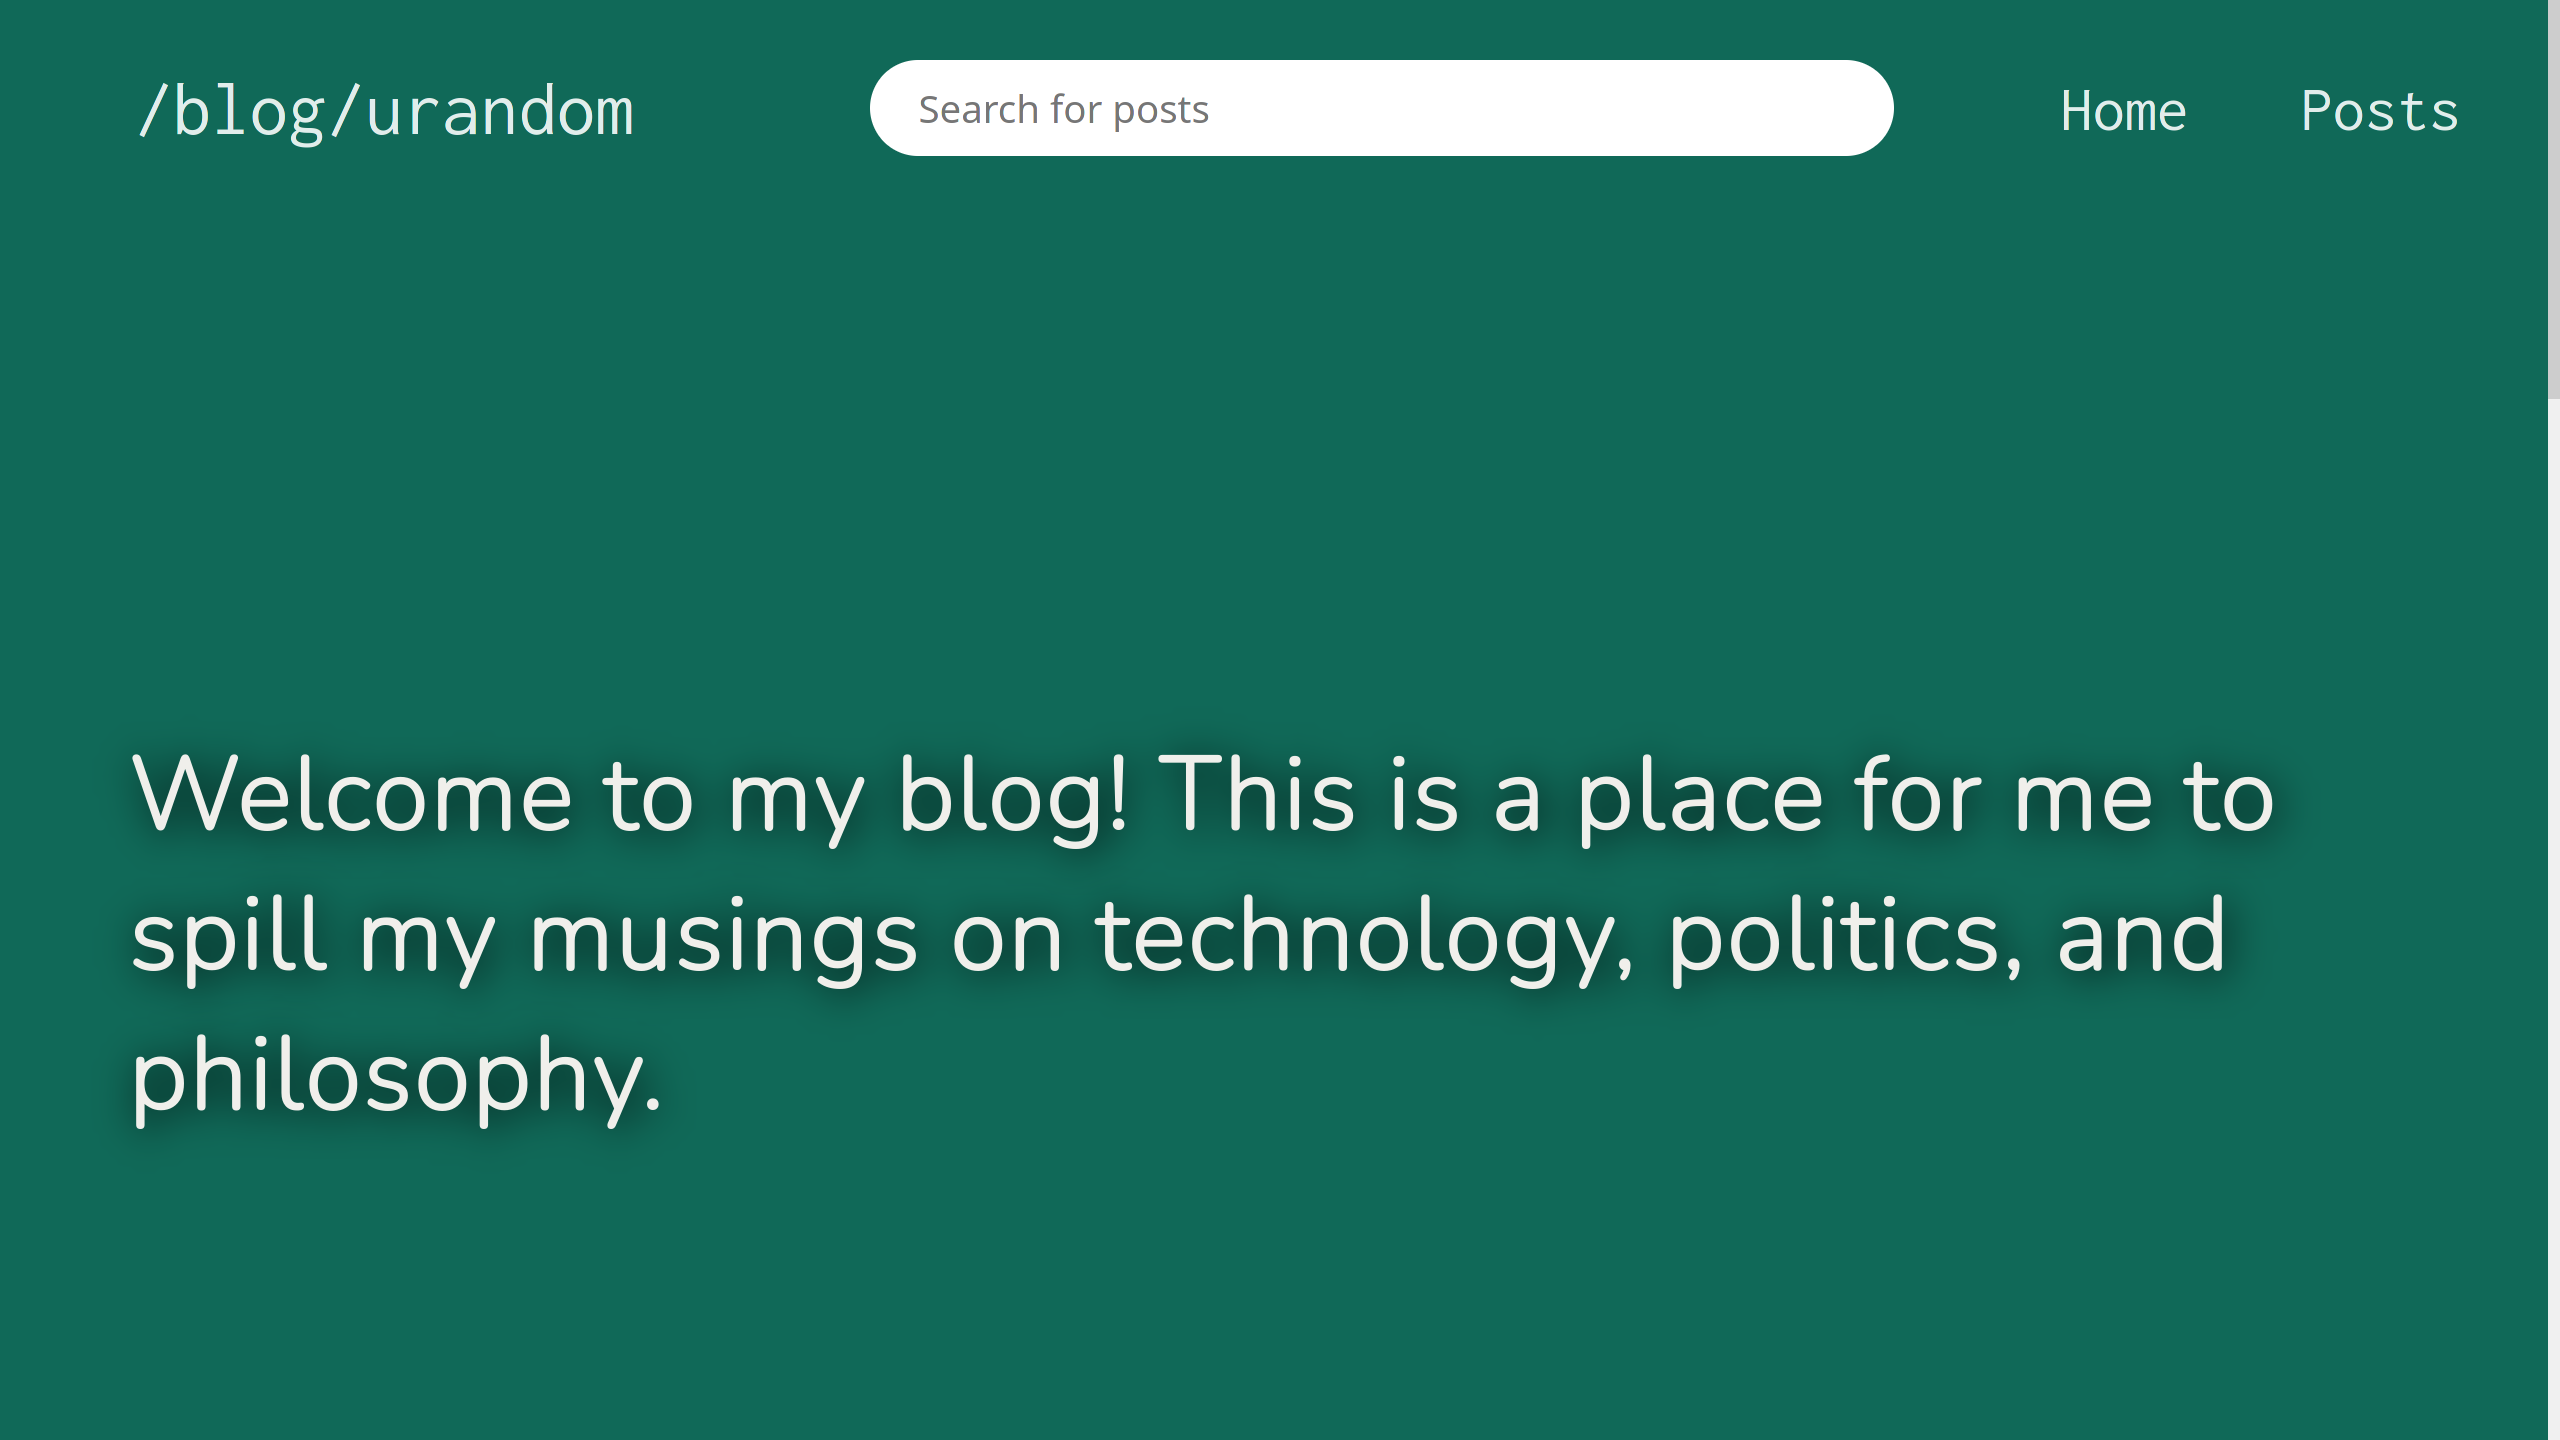 /blog/urandom
Search for posts
Home
Posts
Welcome to my blog! This is a place for me to
spill my musings on technology, politics, and
philosophy.